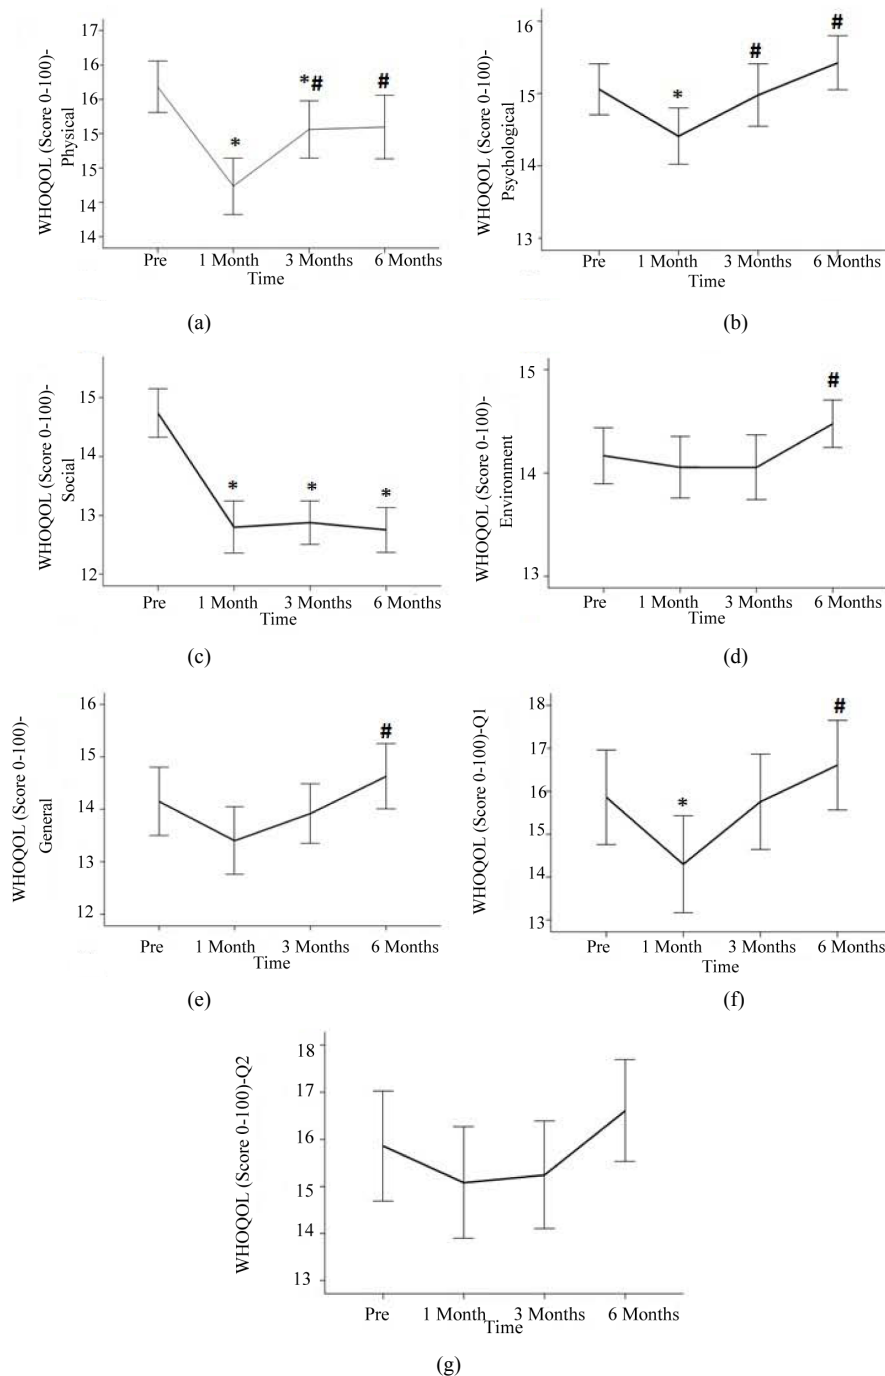 WHOQOL (Score 0-100)-
Physical
17
16
16
15
15
14
14
*
*#
#
Pre
1 Month
3 Months
6 Months
Time
(a)
WHOQOL (Score 0-100)-
Psychological
16
15
14
13
*
#
#
Pre
1 Month
3 Months
6 Months
Time
(b)
WHOQOL (Score 0-100)-
Social
15
14
13
12
*
*
*
Pre
1 Month
3 Months
6 Months
Time
(c)
WHOQOL (Score 0-100)-
Environment
15
14
13
#
Pre
1 Month
3 Months
6 Months
Time
(d)
WHOQOL (Score 0-100)-
General
16
15
14
13
12
#
Pre
1 Month
3 Months
6 Months
Time
(e)
WHOQOL (Score 0-100)-Q1
18
17
16
15
14
13
*
#
Pre
1 Month
3 Months
6 Months
Time
(f)
WHOQOL (Score 0-100)-Q2
18
17
16
15
14
13
Pre
1 Month
3 Months
6 Months
Time
(g)